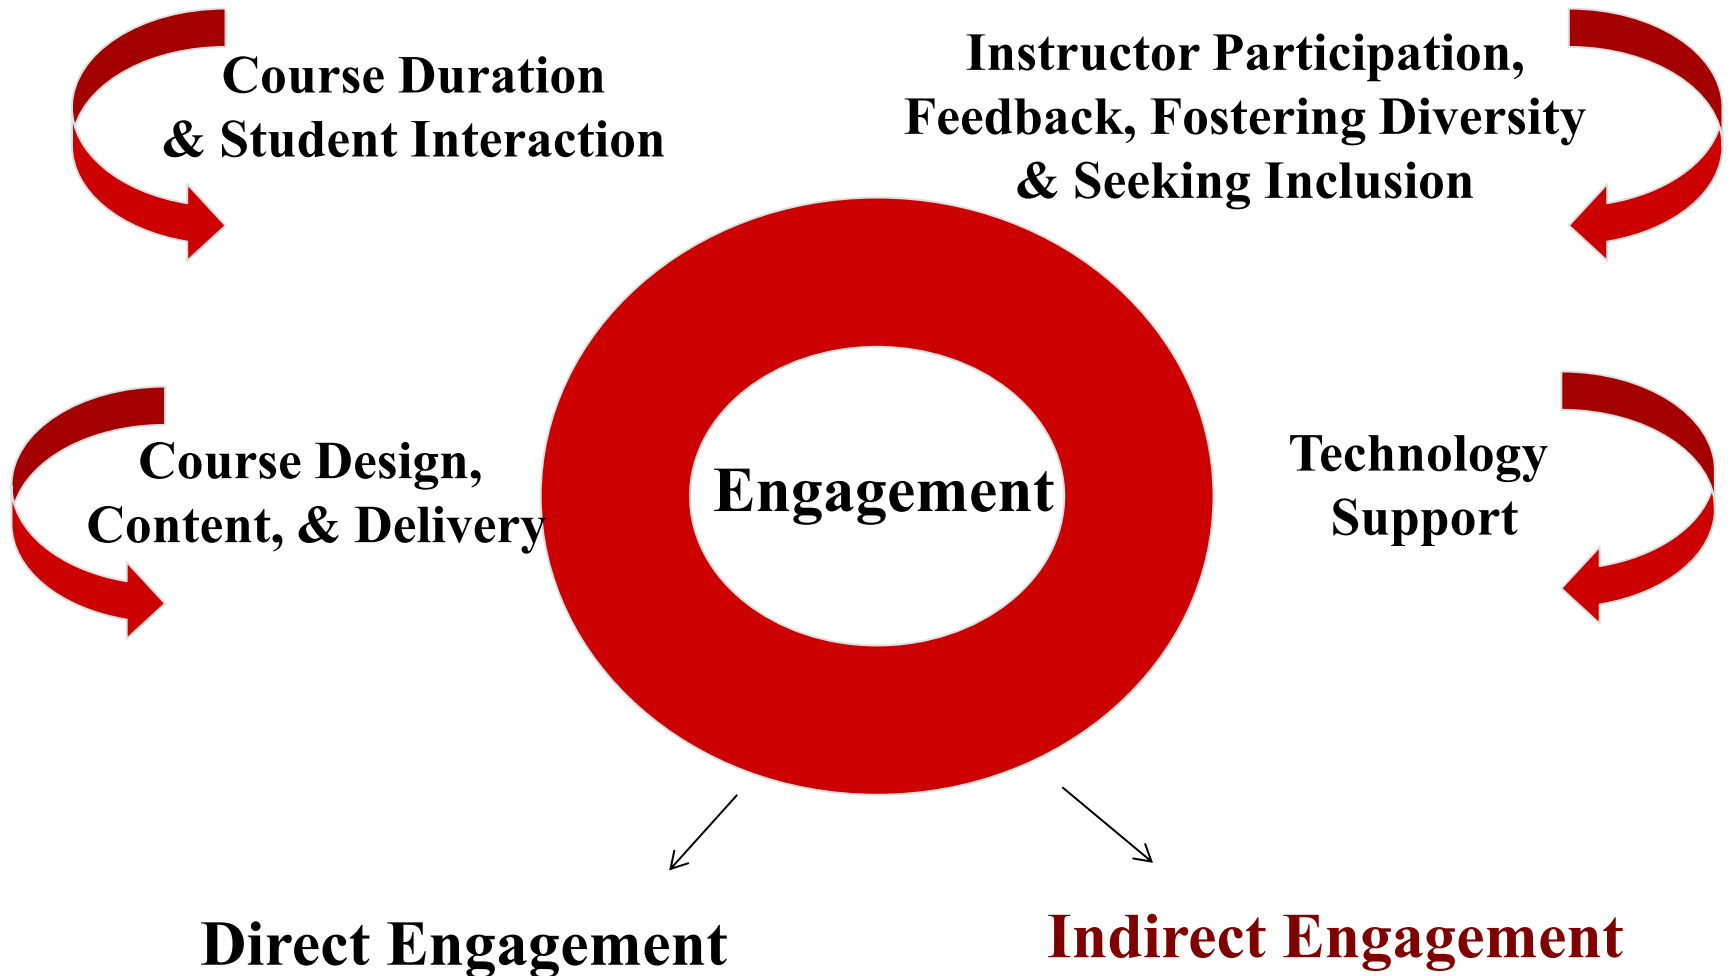 Course Duration
& Student Interaction
Instructor Participation,
Feedback, Fostering Diversity
& Seeking Inclusion
Course Design,
Content, & Delivery
Engagement
Technology
Support
Direct Engagement
Indirect Engagement